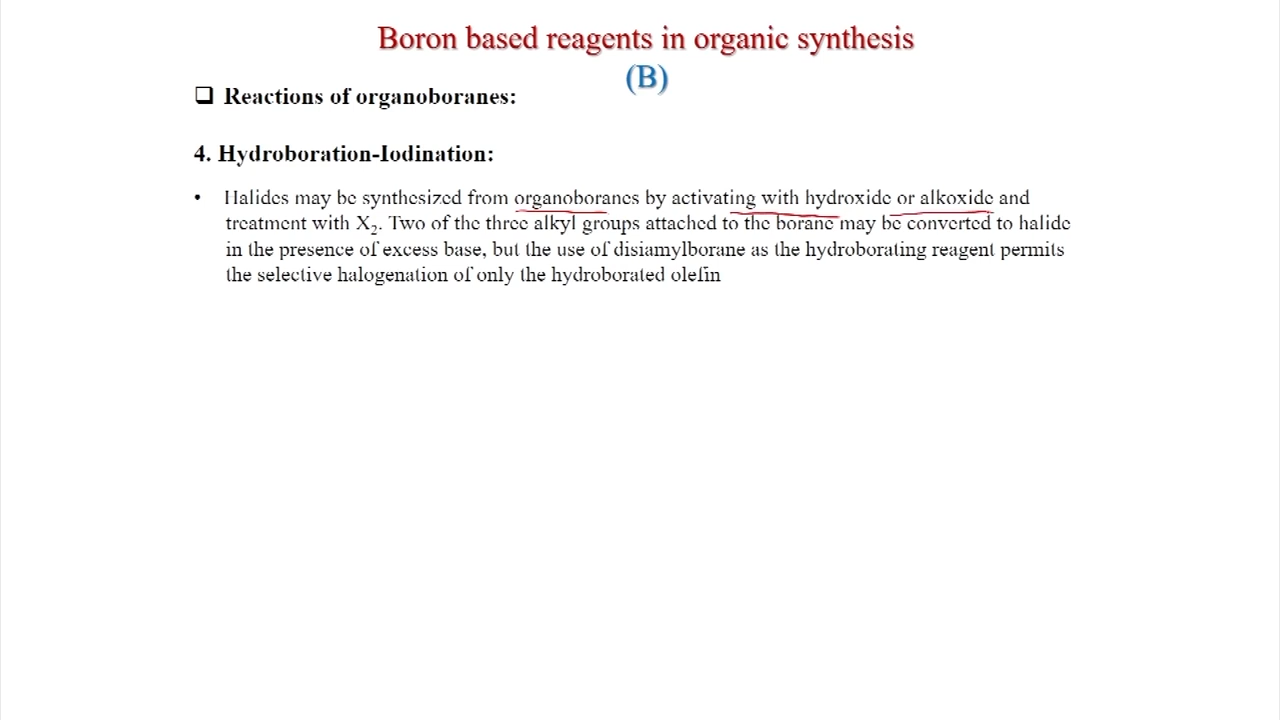 Boron based reagents in organic synthesis
(B)
❑ Reactions of organoboranes:
4. Hydroboration-Iodination:
• Halides may be synthesized from organoboranes by activating with hydroxide or alkoxide and
treatment with X₂. Two of the three alkyl groups attached to the borane may be converted to halide
in the presence of excess base, but the use of disiamylborane as the hydroborating reagent permits
the selective halogenation of only the hydroborated olefin